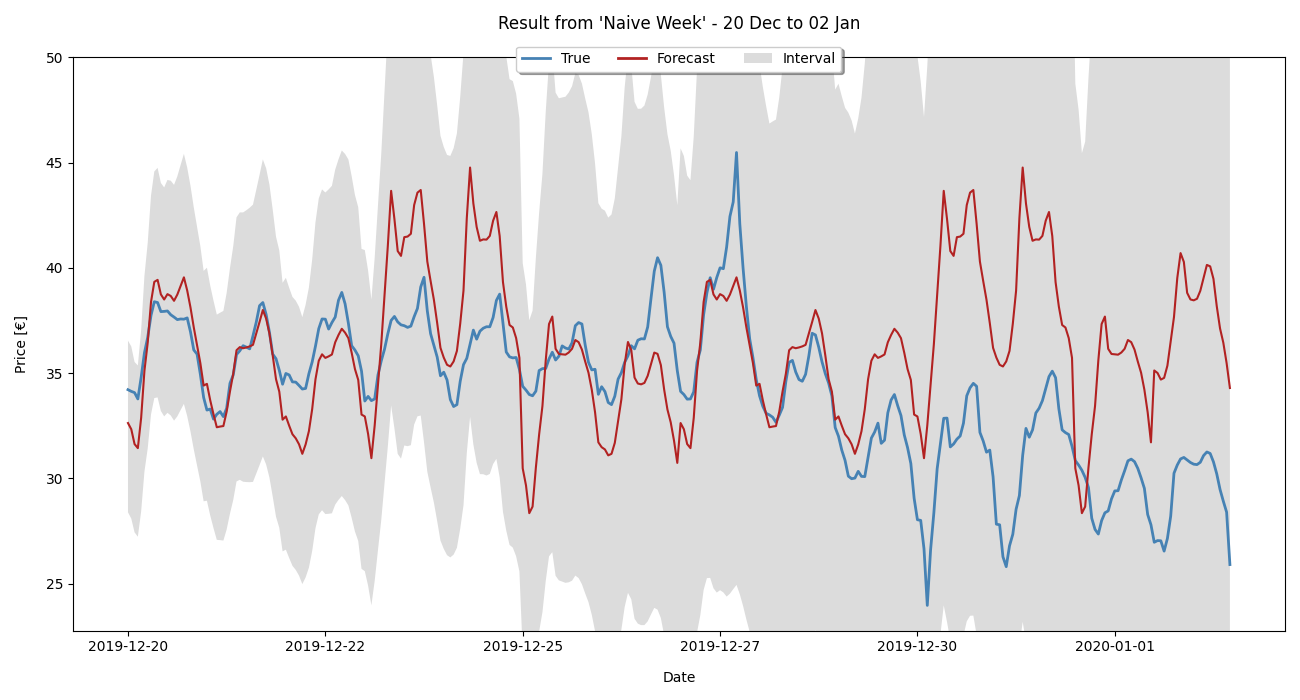 Result from 'Naive Week' - 20 Dec to 02 Jan
True Forecast Interval
50
45
40
35
30
25
Price [€]
2019-12-20 2019-12-22 2019-12-25 2019-12-27 2019-12-30 2020-01-01
Date